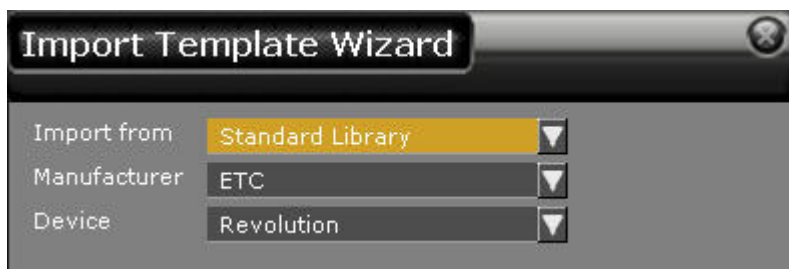 Import Template Wizard
Import from Standard Library
Manufacturer ETC
Device Revolution